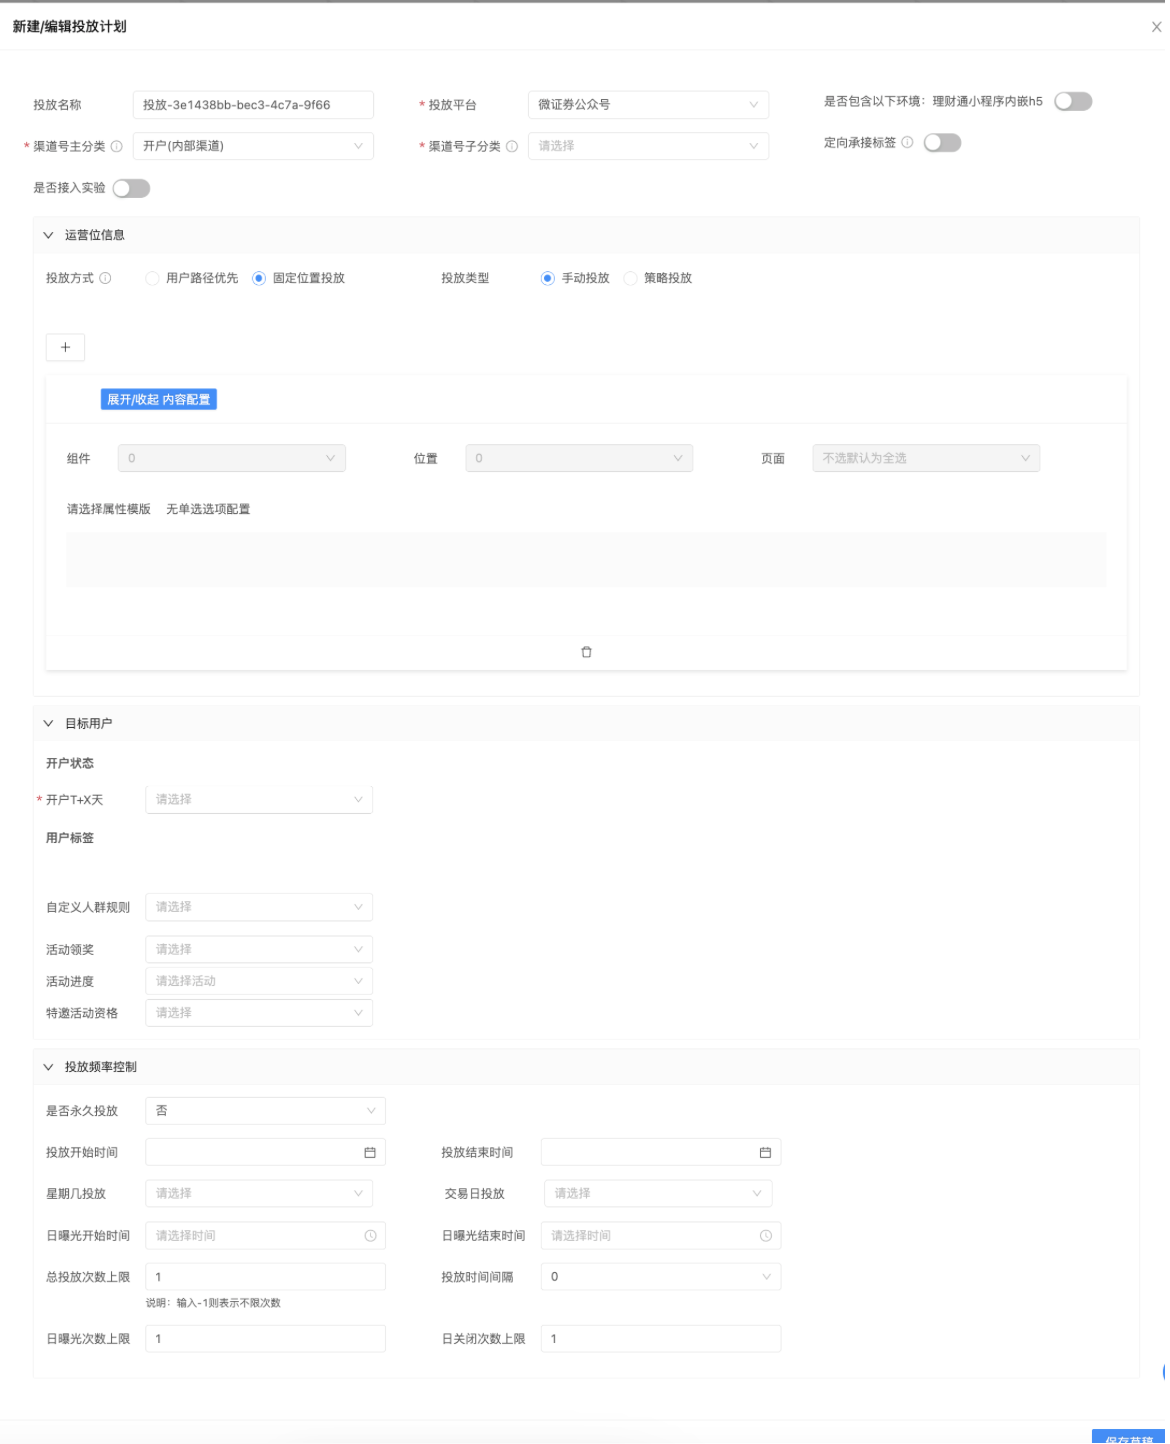 新建/编辑投放计划
投放名称 投放-3e1438bb-bec3-4c7a-9f66 * 投放平台 微证券公众号 是否包含以下环境：理财通小程序内嵌h5
* 渠道号主分类 开户(内部渠道) * 渠道号子分类 请选择 定向承接标签
是否接入实验
运营位信息
投放方式 用户路径优先 固定位置投放 投放类型 手动投放 策略投放
+
展开/收起 内容配置
组件 0 位置 0 页面 不选默认为全选
请选择属性模版 无单选选项配置
目标用户
开户状态
* 开户T+X天 请选择
用户标签
自定义人群规则 请选择
活动领奖 请选择
活动进度 请选择活动
特邀活动资格 请选择
投放频率控制
是否永久投放 否
投放开始时间 投放结束时间
星期几投放 请选择 交易日投放 请选择
日曝光开始时间 请选择时间 日曝光结束时间 请选择时间
总投放次数上限 1 投放时间间隔 0
说明：输入-1则表示不限次数
日曝光次数上限 1 日关闭次数上限 1
保存草稿